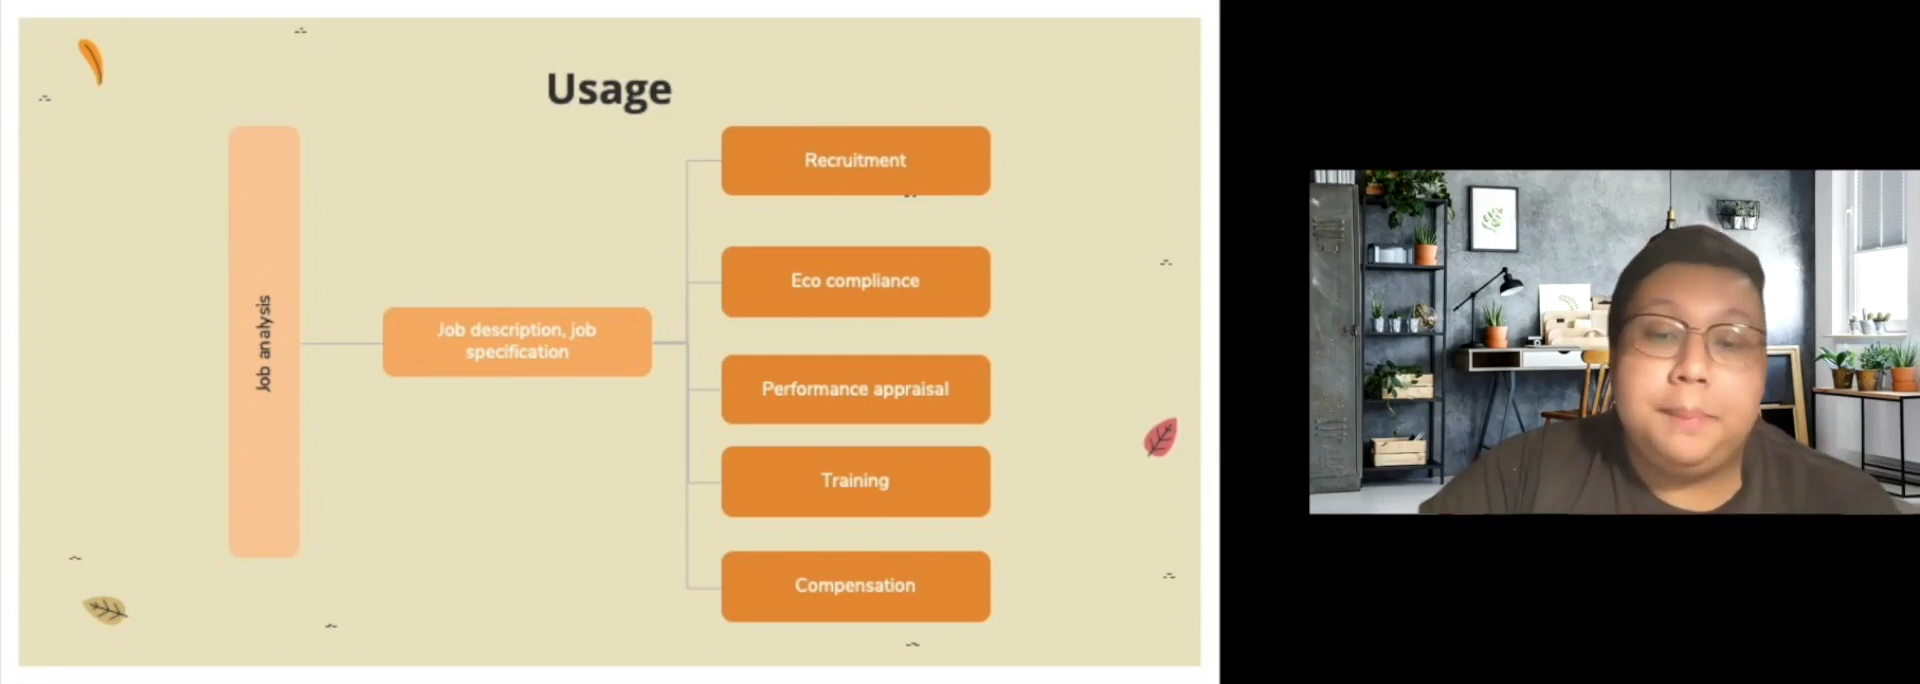 Usage
Job analysis
Job description, job
specification
Recruitment
Eco compliance
Performance appraisal
Training
Compensation